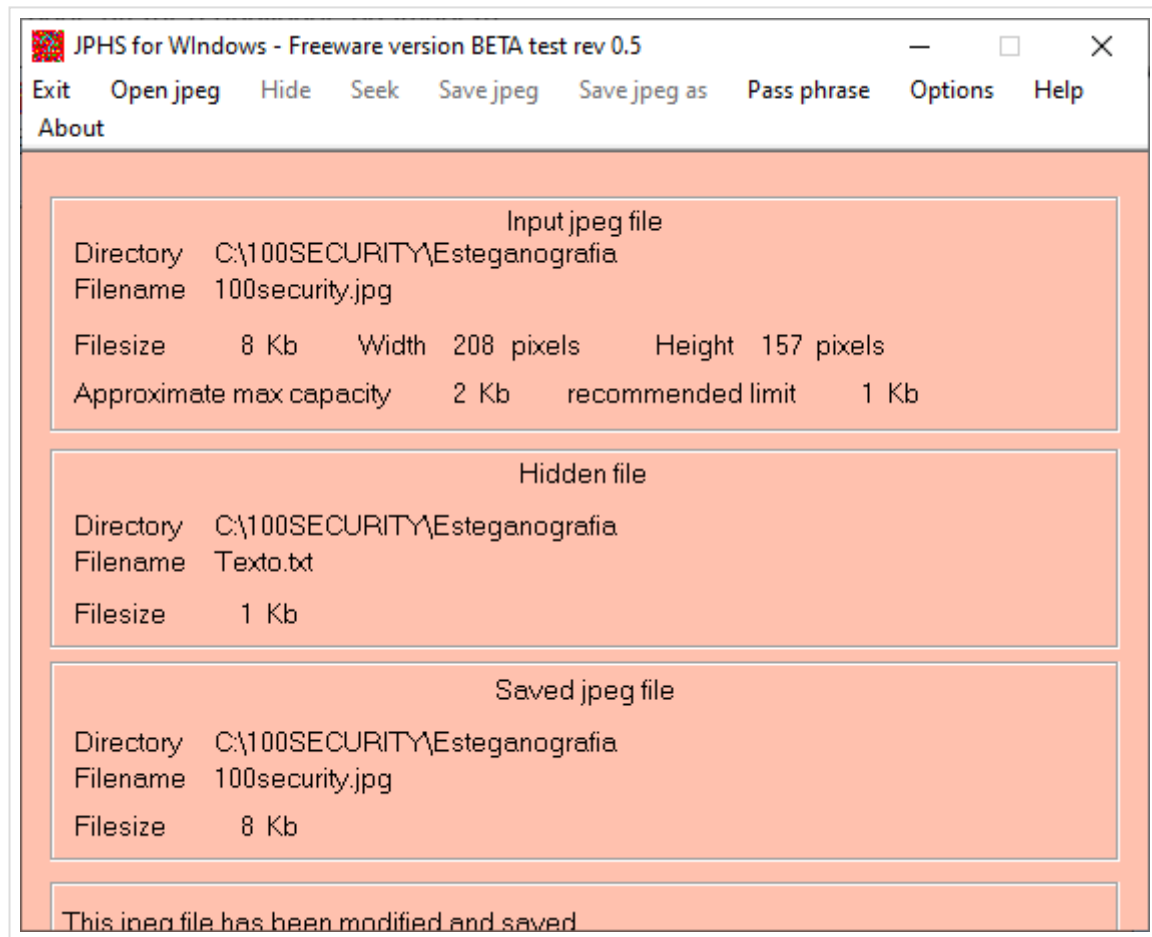 JPHS for WIndows - Freeware version BETA test rev 0.5
Exit Open jpeg Hide Seek Save jpeg Save jpeg as Pass phrase Options Help
About
Input jpeg file
Directory C:\100SECURITY\Esteganografia
Filename 100security.jpg
Filesize 8 Kb Width 208 pixels Height 157 pixels
Approximate max capacity 2 Kb recommended limit 1 Kb
Hidden file
Directory C:\100SECURITY\Esteganografia
Filename Texto.txt
Filesize 1 Kb
Saved jpeg file
Directory C:\100SECURITY\Esteganografia
Filename 100security.jpg
Filesize 8 Kb
This jpeg file has been modified and saved